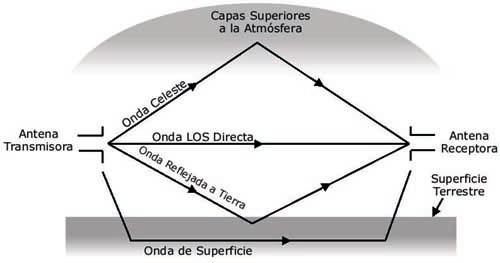 Capas Superiores
a la Atmósfera
Onda Celeste
Antena
Transmisora
Onda LOS Directa
Antena
Receptora
Onda Reflejada a Tierra
Superficie
Terrestre
Onda de Superficie